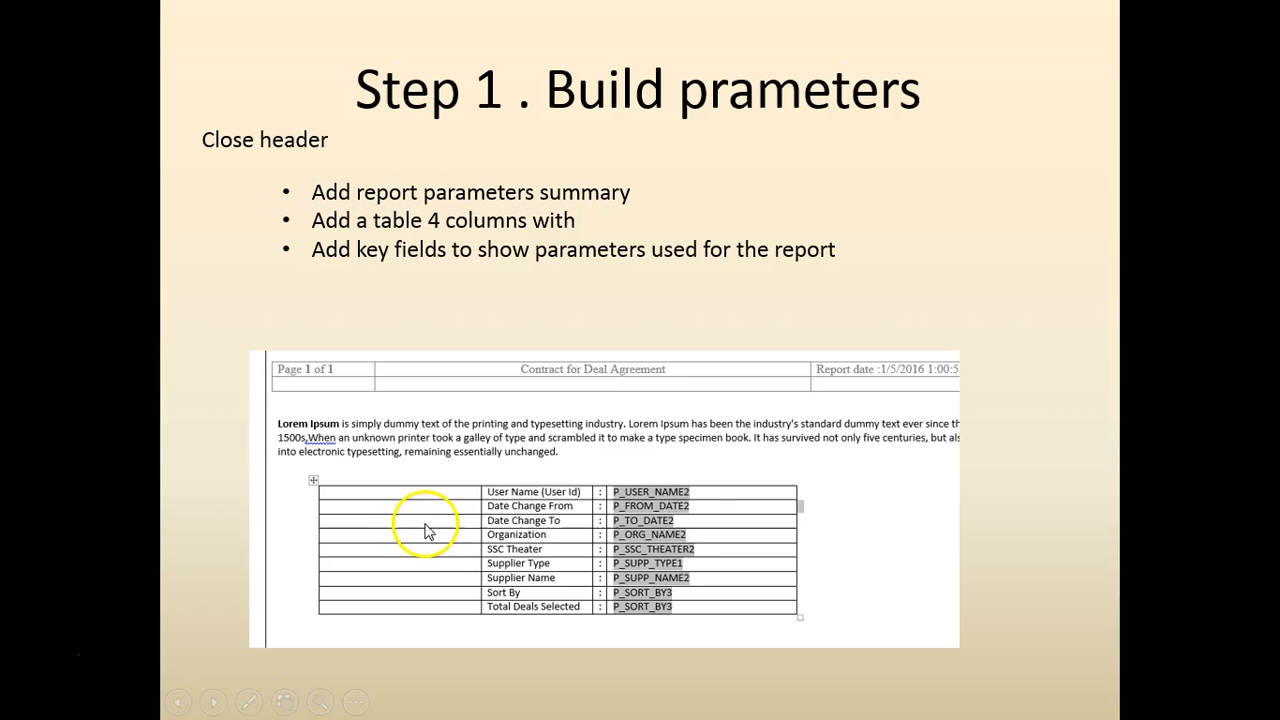 Step 1 . Build prameters
Close header
• Add report parameters summary
• Add a table 4 columns with
• Add key fields to show parameters used for the report
Page 1 of 1 Contract for Deal Agreement Report date :1/5/2016 1:00:5
Lorem Ipsum is simply dummy text of the printing and typesetting industry. Lorem Ipsum has been the industry's standard dummy text ever since th
1500s,When an unknown printer took a galley of type and scrambled it to make a type specimen book. It has survived not only five centuries, but als
into electronic typesetting, remaining essentially unchanged.
User Name (User Id) : P_USER_NAME2
Date Change From : P_FROM_DATE2
Date Change To : P_TO_DATE2
Organization : P_ORG_NAME2
SSC Theater : P_SSC_THEATER2
Supplier Type : P_SUPP_TYPE1
Supplier Name : P_SUPP_NAME2
Sort By : P_SORT_BY3
Total Deals Selected : P_SORT_BY3